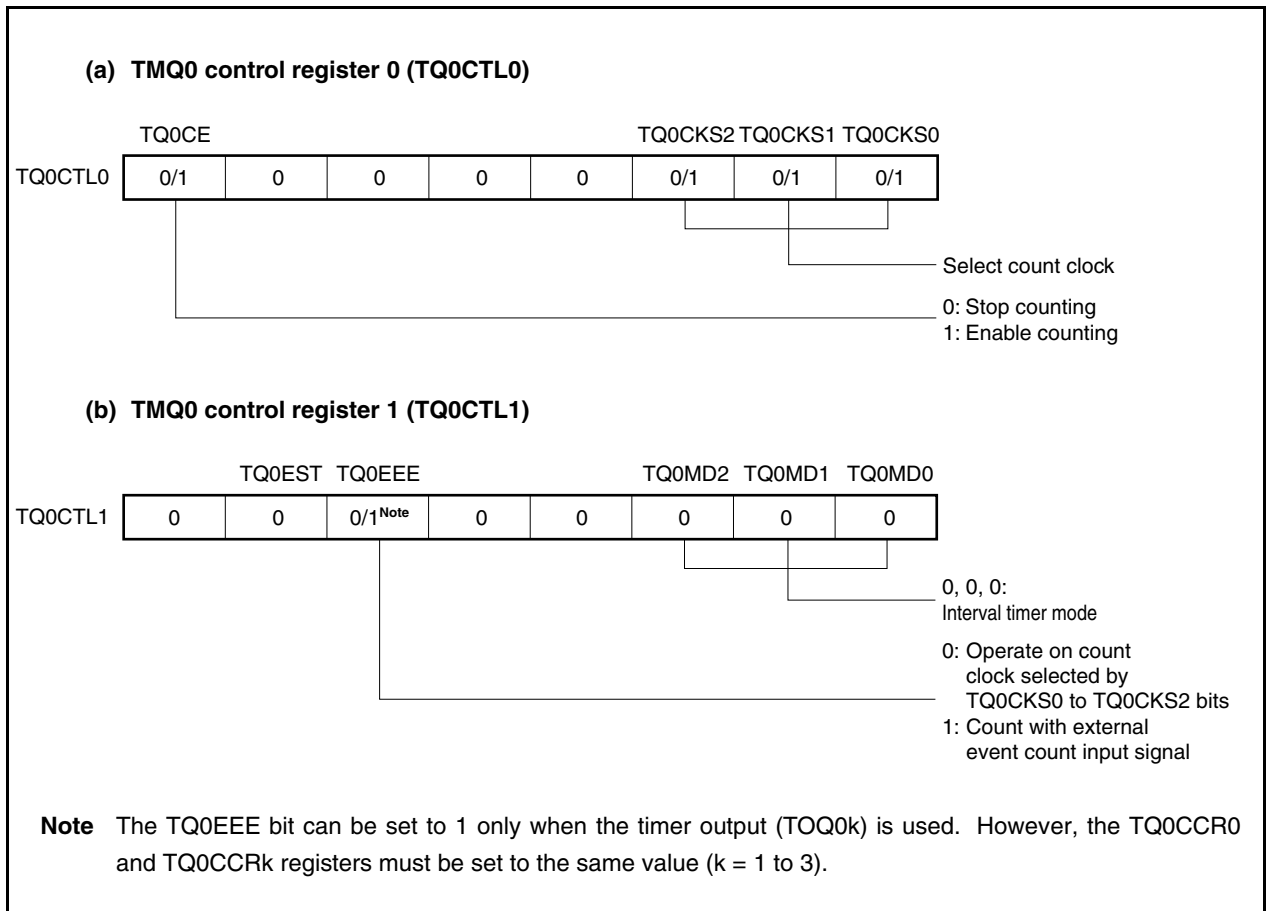 (a) TMQ0 control register 0 (TQ0CTL0)
TQ0CE TQ0CKS2 TQ0CKS1 TQ0CKS0
TQ0CTL0 0/1 0 0 0 0 0/1 0/1 0/1
Select count clock
0: Stop counting
1: Enable counting
(b) TMQ0 control register 1 (TQ0CTL1)
TQ0EST TQ0EEE TQ0MD2 TQ0MD1 TQ0MD0
TQ0CTL1 0 0 0/1Note 0 0 0 0 0
0, 0, 0:
Interval timer mode
0: Operate on count
clock selected by
TQ0CKS0 to TQ0CKS2 bits
1: Count with external
event count input signal
Note The TQ0EEE bit can be set to 1 only when the timer output (TOQ0k) is used. However, the TQ0CCR0
and TQ0CCRk registers must be set to the same value (k = 1 to 3).